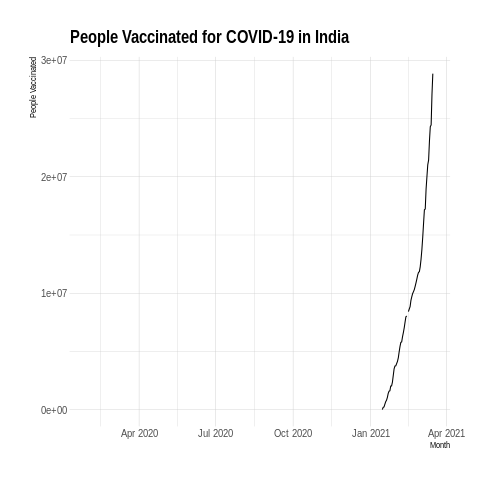 People Vaccinated for COVID-19 in India
People Vaccinated
3e+07
2e+07
1e+07
0e+00
Apr 2020 Jul 2020 Oct 2020 Jan 2021 Apr 2021
Month